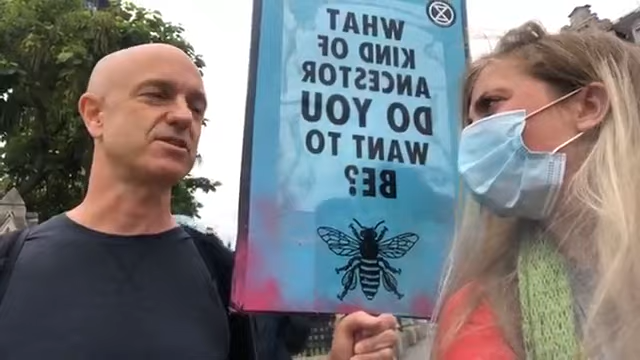 WHAT
KIND OF
ANCESTOR
DO YOU
WANT TO
BE?